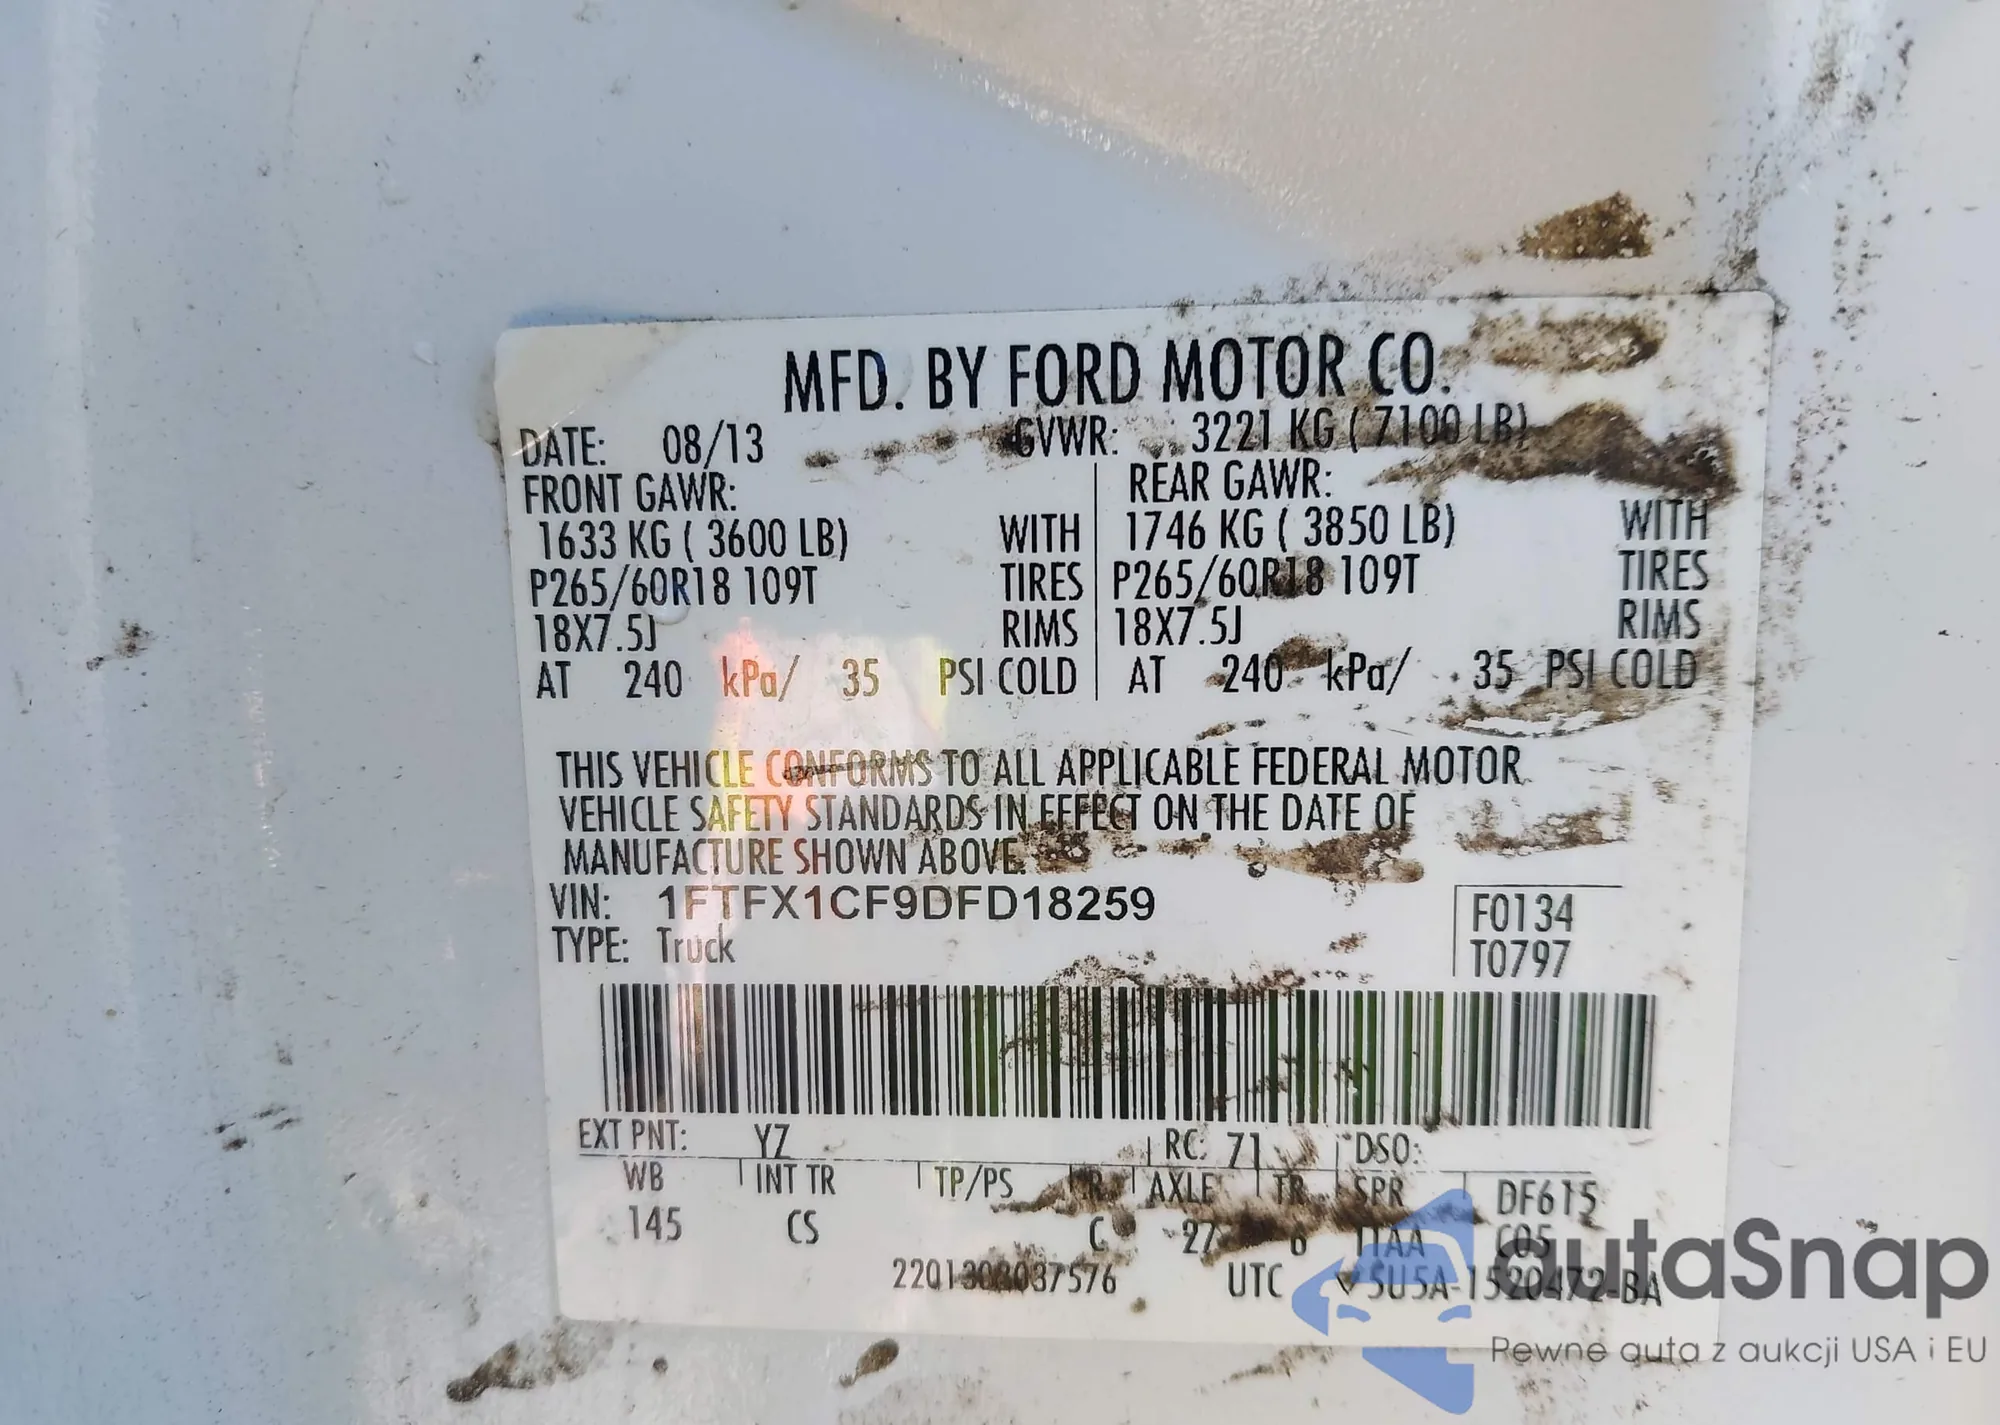 MFD. BY FORD MOTOR CO.
DATE: 08/13 GVWR: 3221 KG ( 7100 LB)
FRONT GAWR: REAR GAWR:
1633 KG ( 3600 LB) WITH 1746 KG ( 3850 LB) WITH
P265/60R18 109T TIRES P265/60R18 109T TIRES
18X7.5J RIMS 18X7.5J RIMS
AT 240 kPa/ 35 PSI COLD AT 240 kPa/ 35 PSI COLD
THIS VEHICLE CONFORMS TO ALL APPLICABLE FEDERAL MOTOR
VEHICLE SAFETY STANDARDS IN EFFECT ON THE DATE OF
MANUFACTURE SHOWN ABOVE.
VIN: 1FTFX1CF9DFD18259 F0134
TYPE: Truck T0797
EXT PNT: YZ RC: 71 DSO:
WB INT TR TP/PS R AXLE TR SPR DF615
145 CS C 27 6 C05
UTC 5U5A-1520472-BA
autaSnap
Pewne auta z aukcji USA i EU